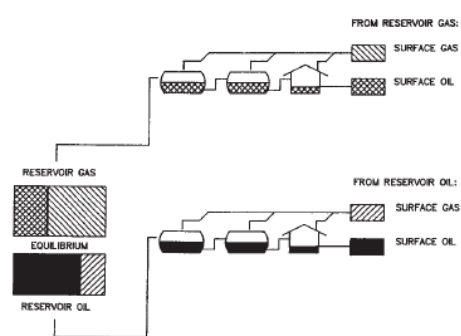 FROM RESERVOIR GAS:
SURFACE GAS
SURFACE OIL
RESERVOIR GAS
EQUILIBRIUM
RESERVOIR OIL
FROM RESERVOIR OIL:
SURFACE GAS
SURFACE OIL